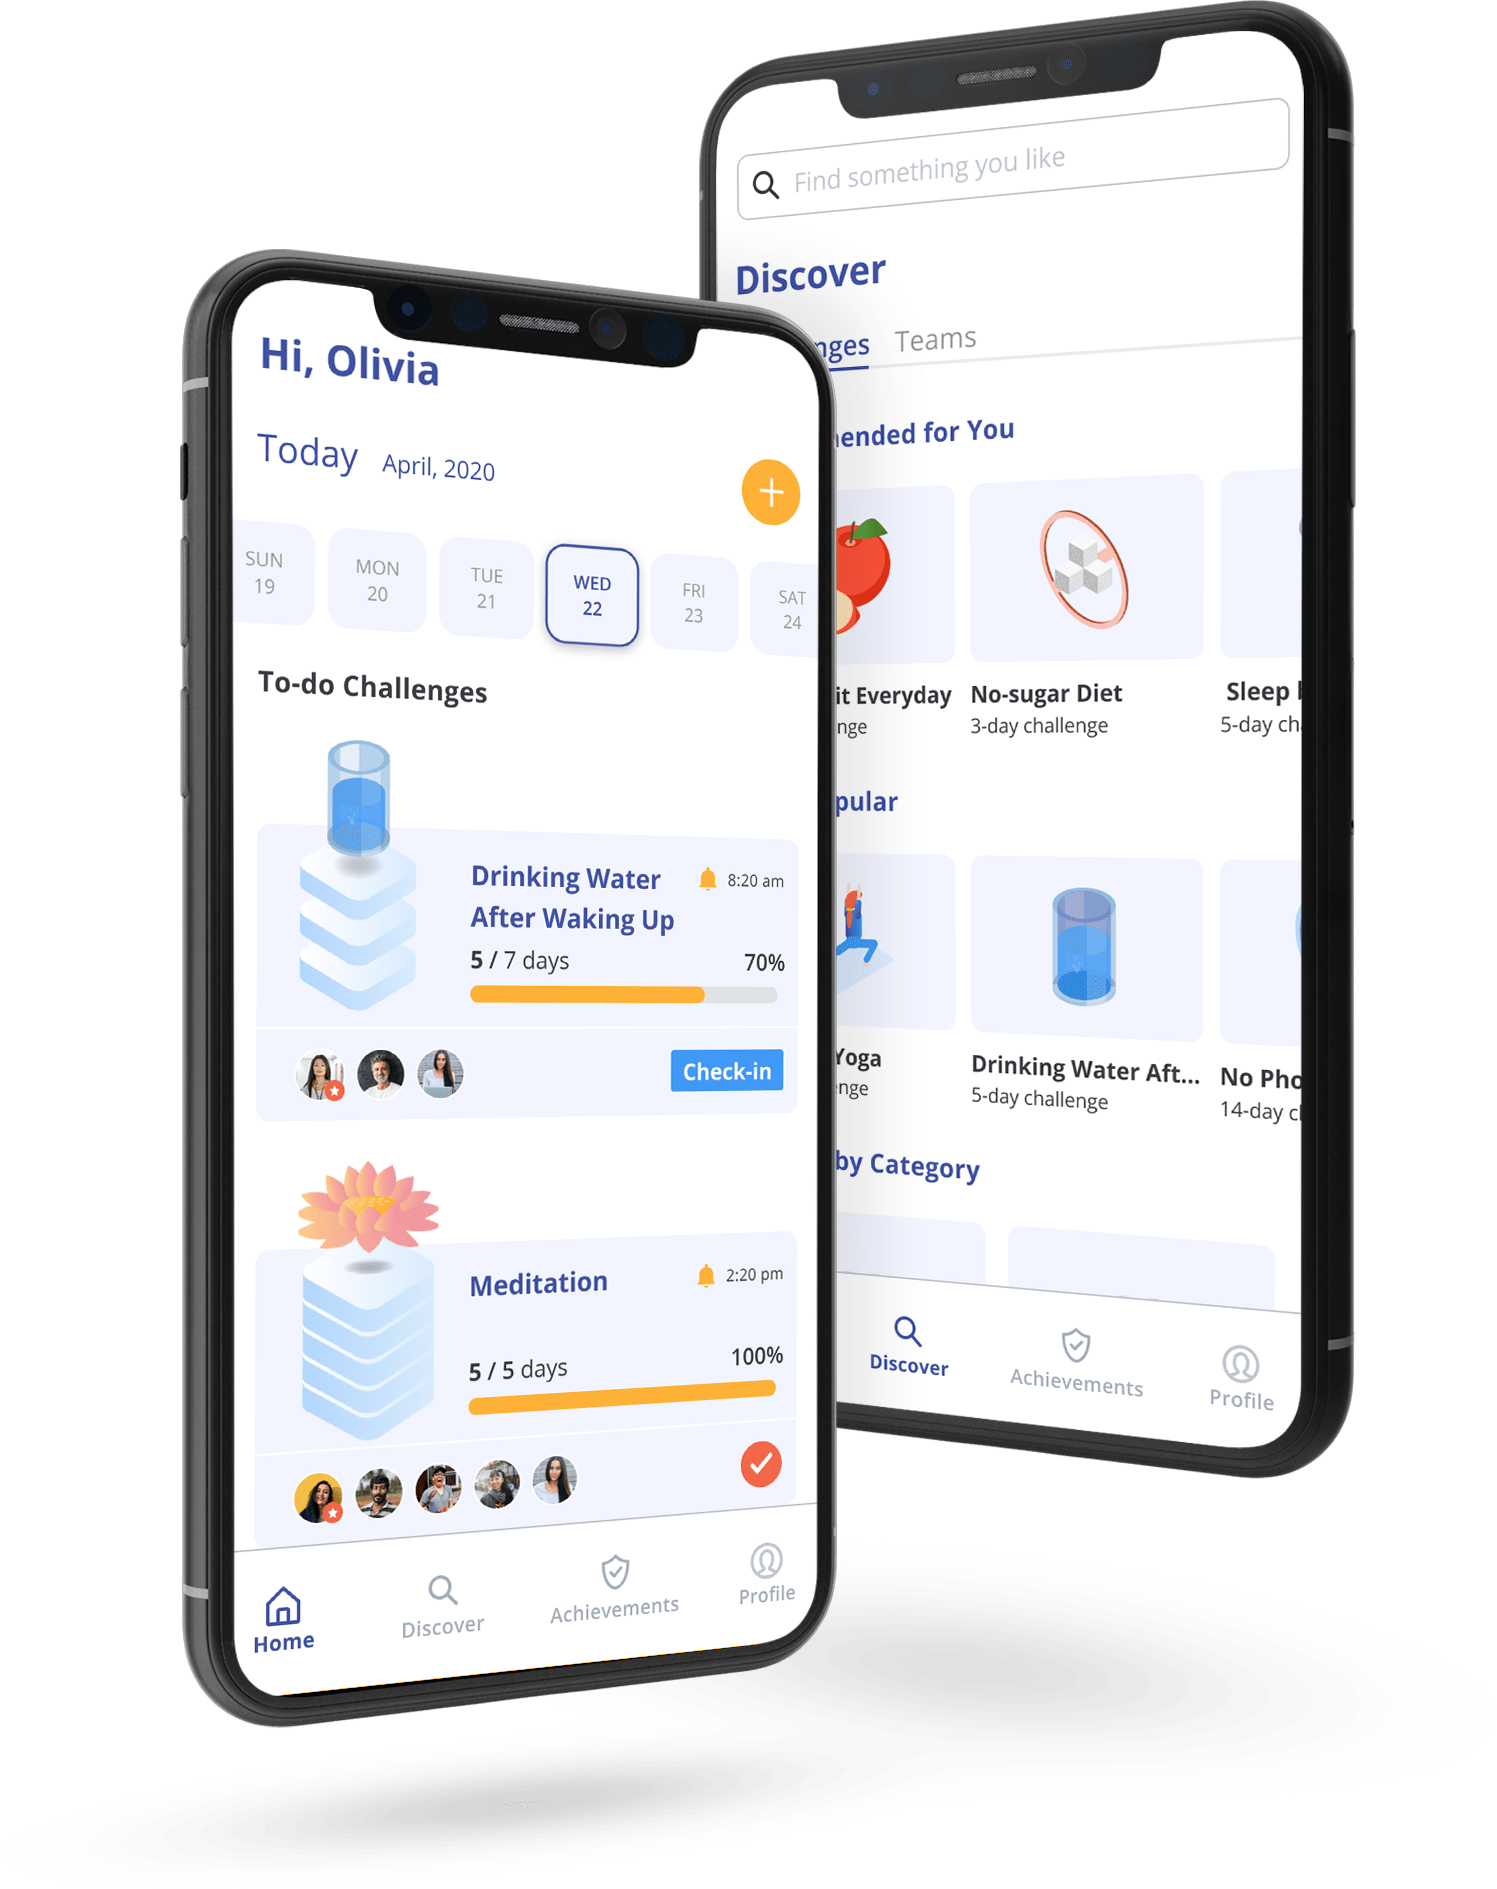 Hi, Olivia
Today April, 2020
SUN
19
MON
20
TUE
21
WED
22
FRI
23
SAT
24
To-do Challenges
Drinking Water
After Waking Up
8:20 am
5 / 7 days
70%
Check-in
Meditation
2:20 pm
5 / 5 days
100%
Home
Discover
Achievements
Profile
Find something you like
Discover
nges
Teams
ended for You
it Everyday
nge
No-sugar Diet
3-day challenge
Sleep
5-day ch
pular
Yoga
enge
Drinking Water Aft...
5-day challenge
No Pho
14-day c
by Category
Discover
Achievements
Profile